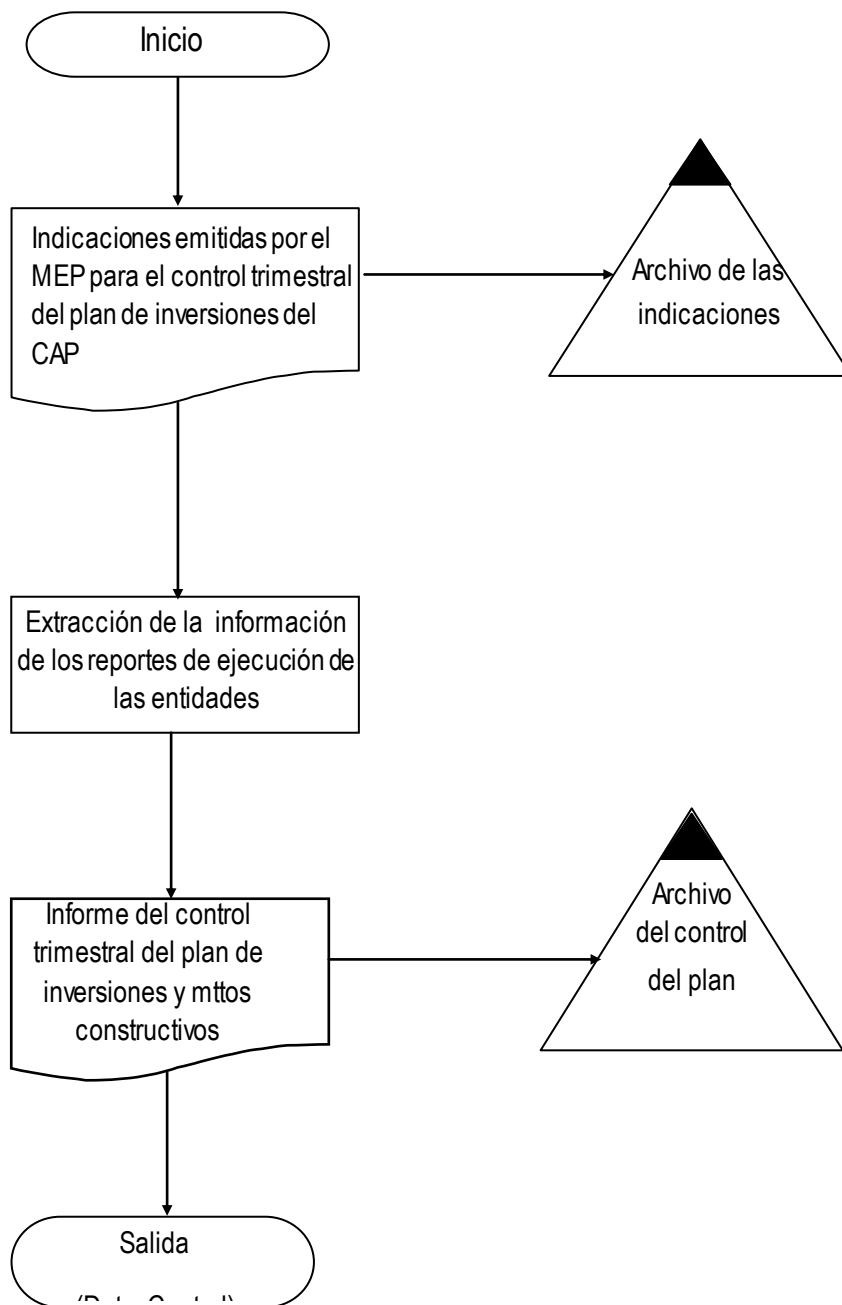 Inicio
Indicaciones emitidas por el
MEP para el control trimestral
del plan de inversiones del
CAP
Archivo de las
indicaciones
Extracción de la información
de los reportes de ejecución de
las entidades
Informe del control
trimestral del plan de
inversiones y mttos
constructivos
Archivo
del control
del plan
Salida